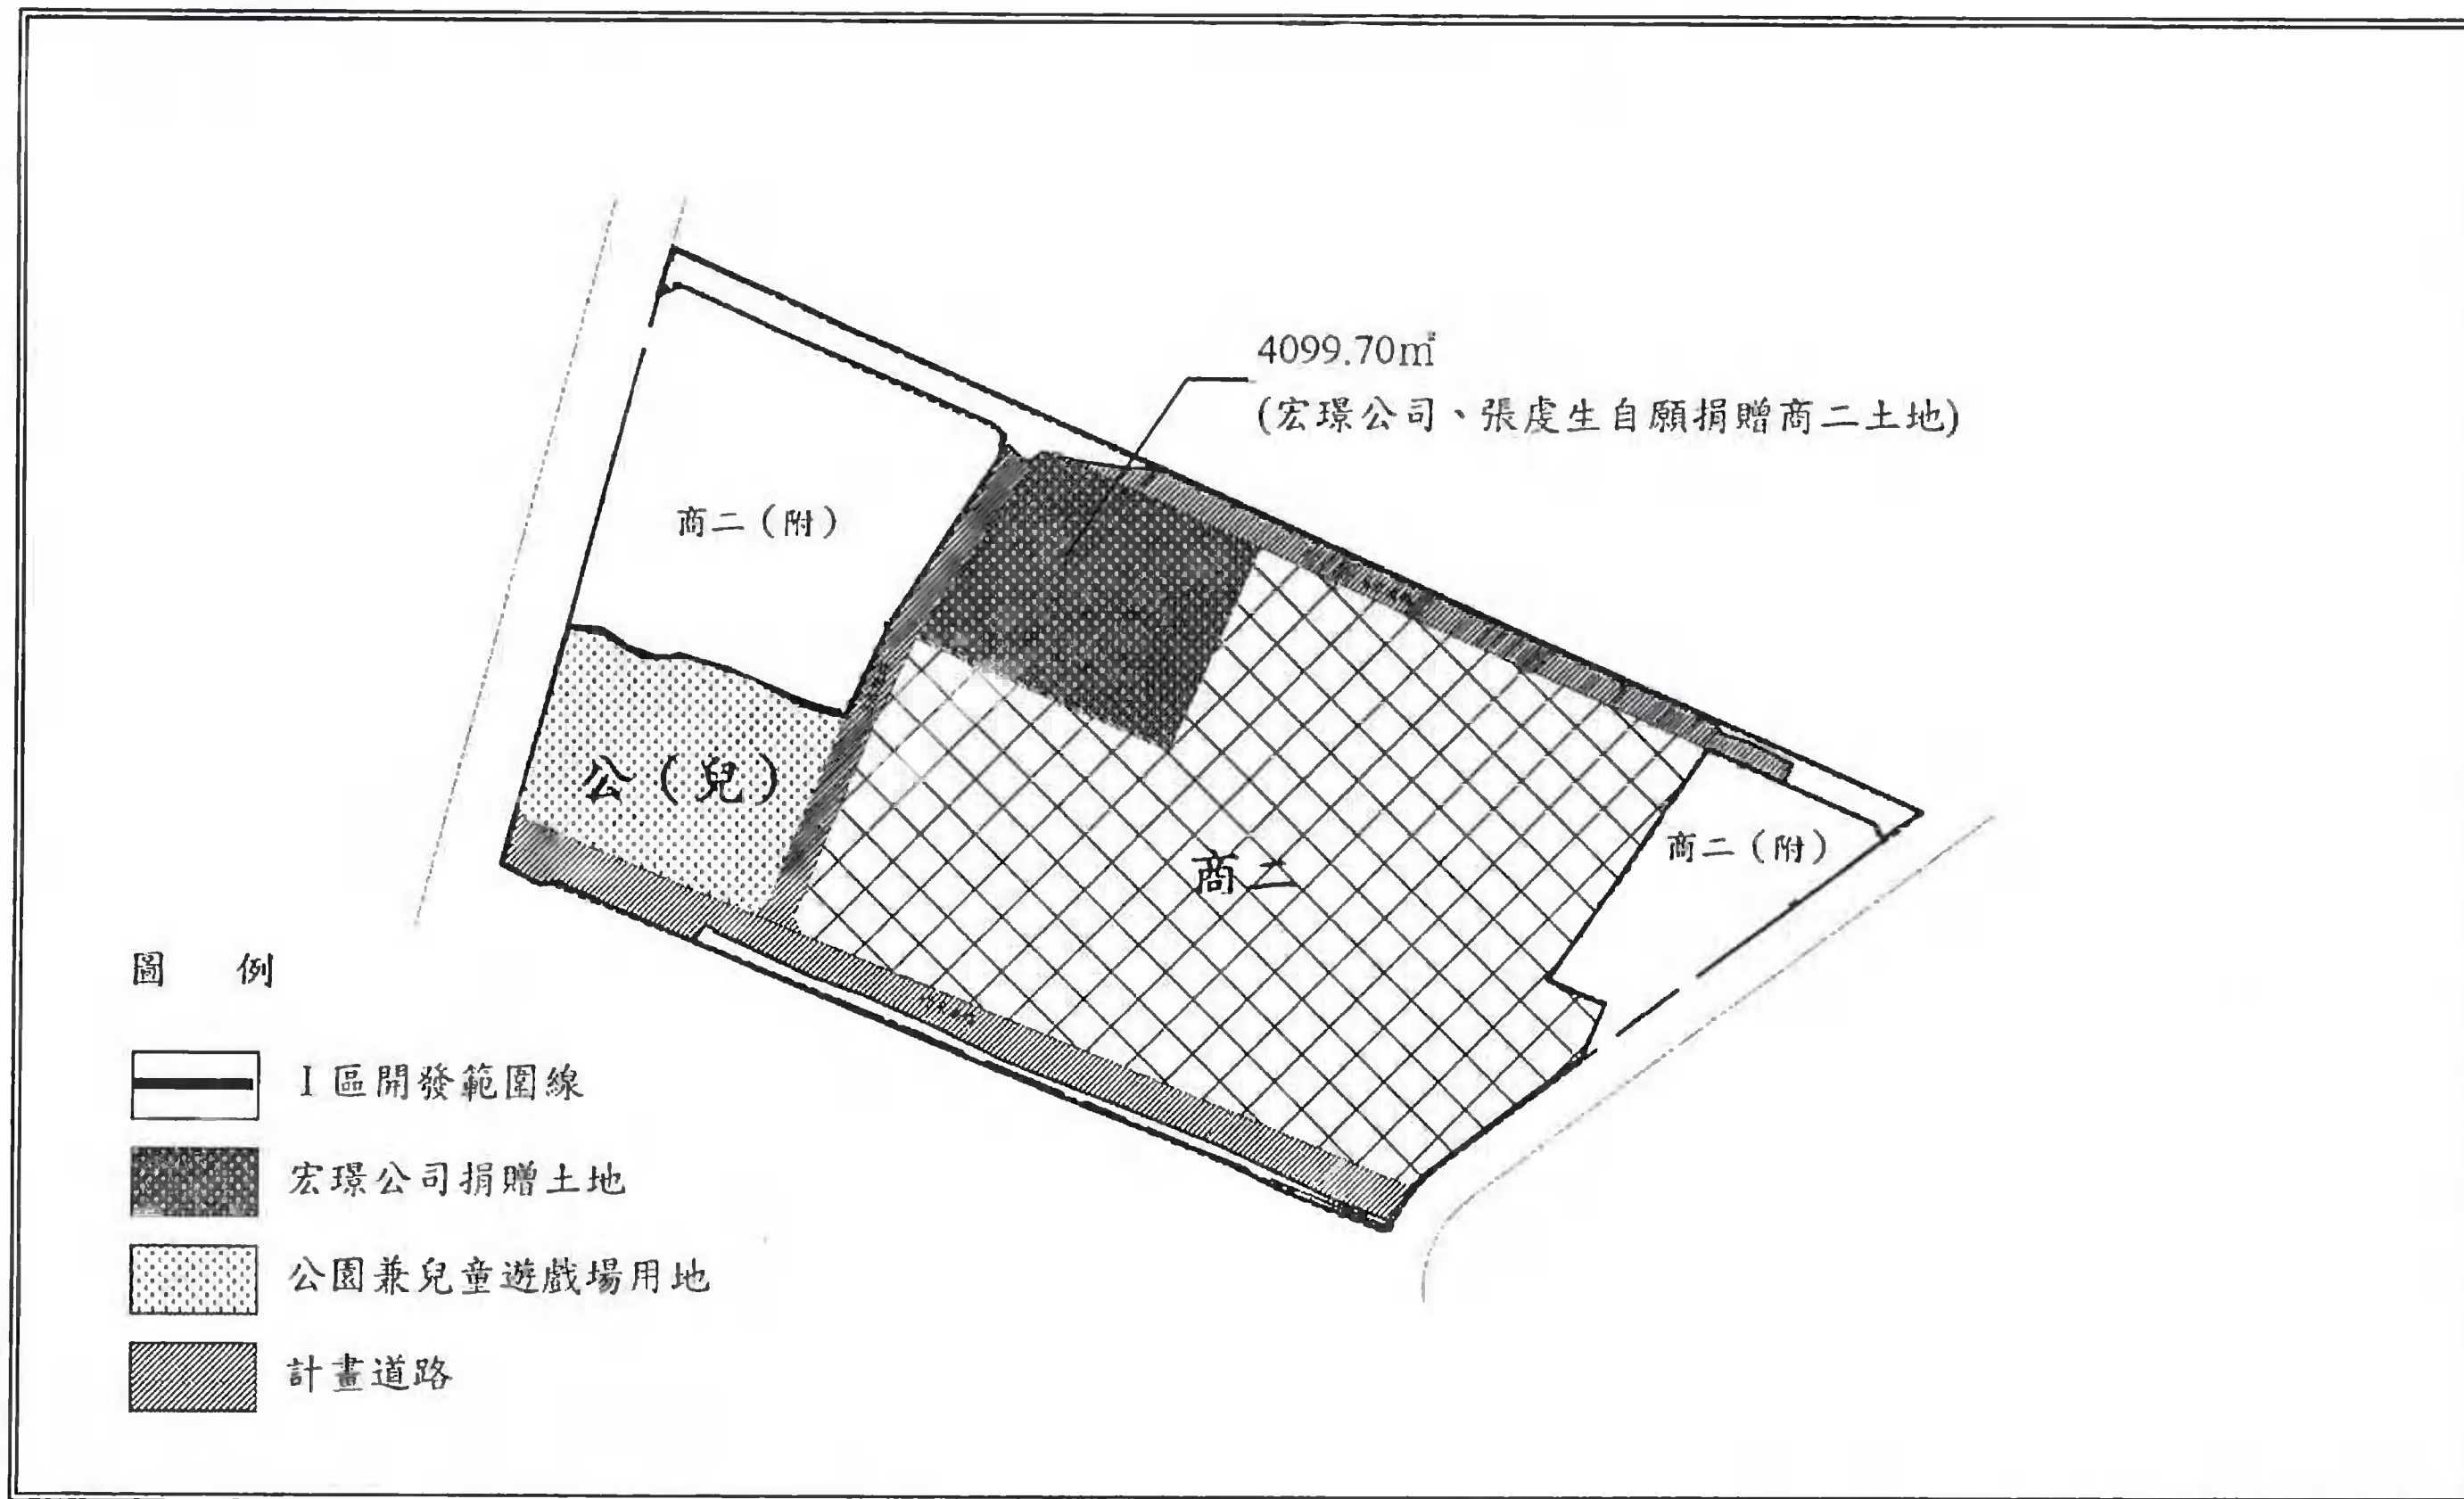 4099.70㎡
(宏璟公司、張虔生自願捐贈商二土地)
商二（附）
公（兒）
商二（附）
商二
圖 例
I區開發範圍線
宏璟公司捐贈土地
公園兼兒童遊戲場用地
計畫道路